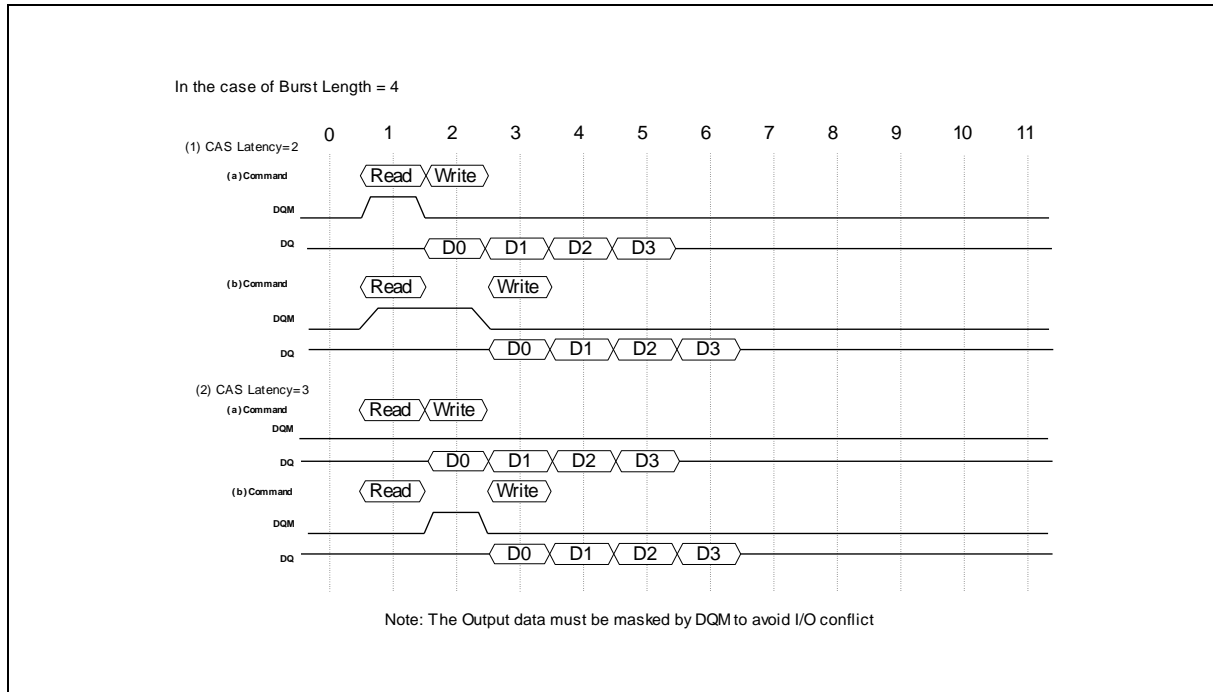 In the case of Burst Length = 4
0 1 2 3 4 5 6 7 8 9 10 11
(1) CAS Latency=2
(a)Command Read Write
DQM
DQ D0 D1 D2 D3
(b)Command Read Write
DQM
DQ D0 D1 D2 D3
(2) CAS Latency=3
(a)Command Read Write
DQM
DQ D0 D1 D2 D3
(b)Command Read Write
DQM
DQ D0 D1 D2 D3
Note: The Output data must be masked by DQM to avoid I/O conflict